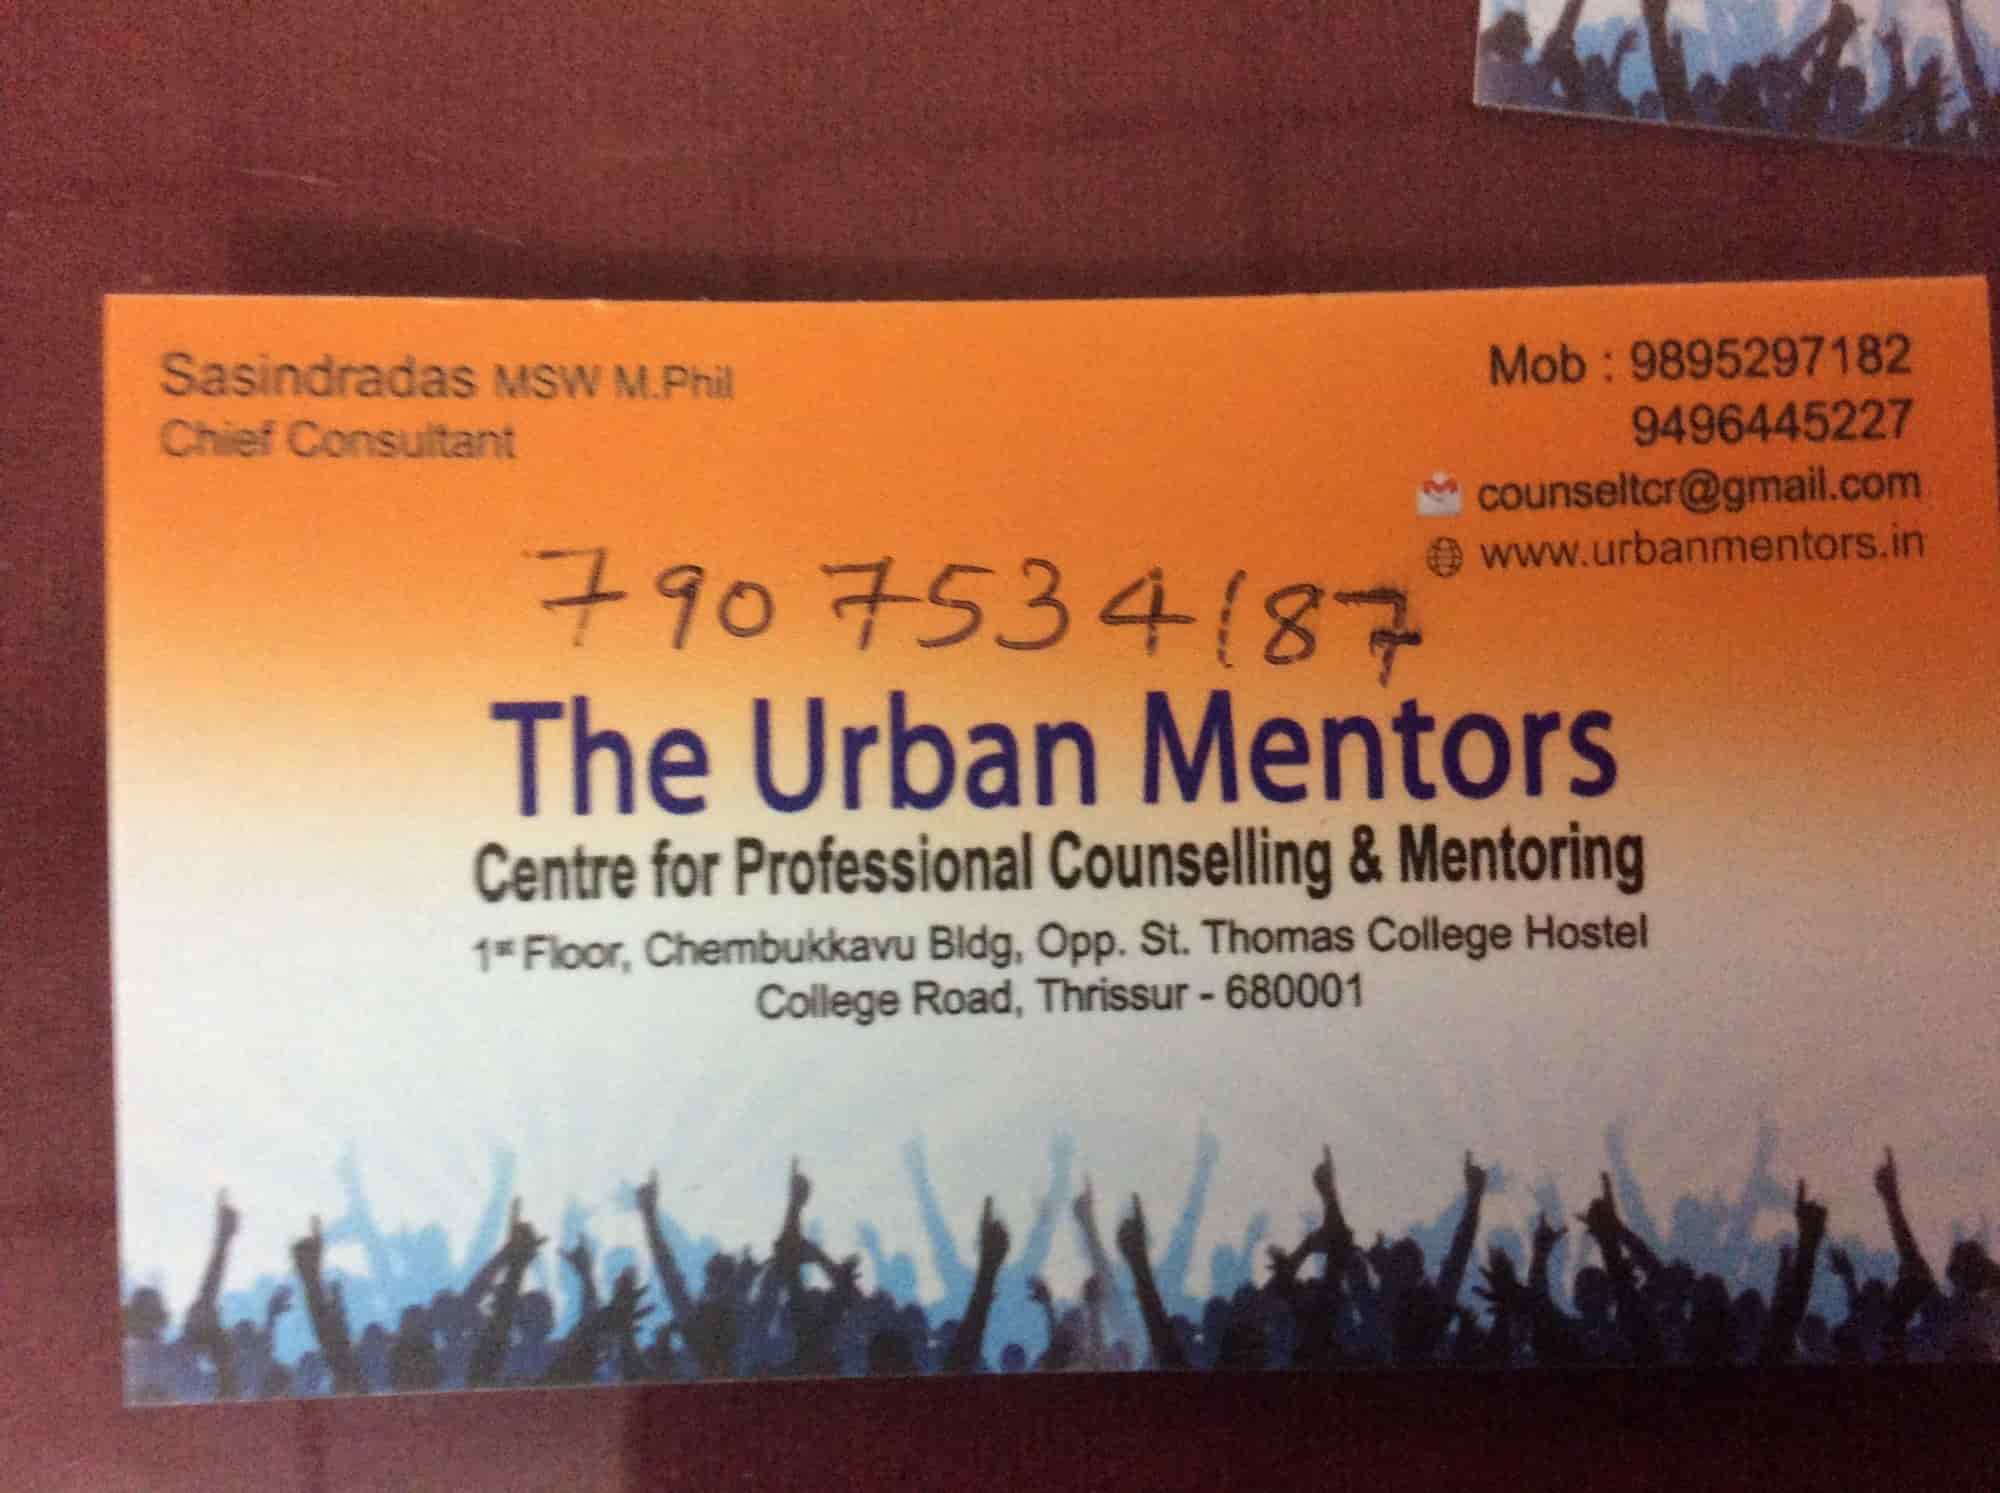 Sasindradas MSW M.Phil
Chief Consultant
Mob : 9895297182
9496445227
counseltcr@gmail.com
www.urbanmentors.in
7907534187
The Urban Mentors
Centre for Professional Counselling & Mentoring
1st Floor, Chembukkavu Bldg, Opp. St. Thomas College Hostel
College Road, Thrissur - 680001